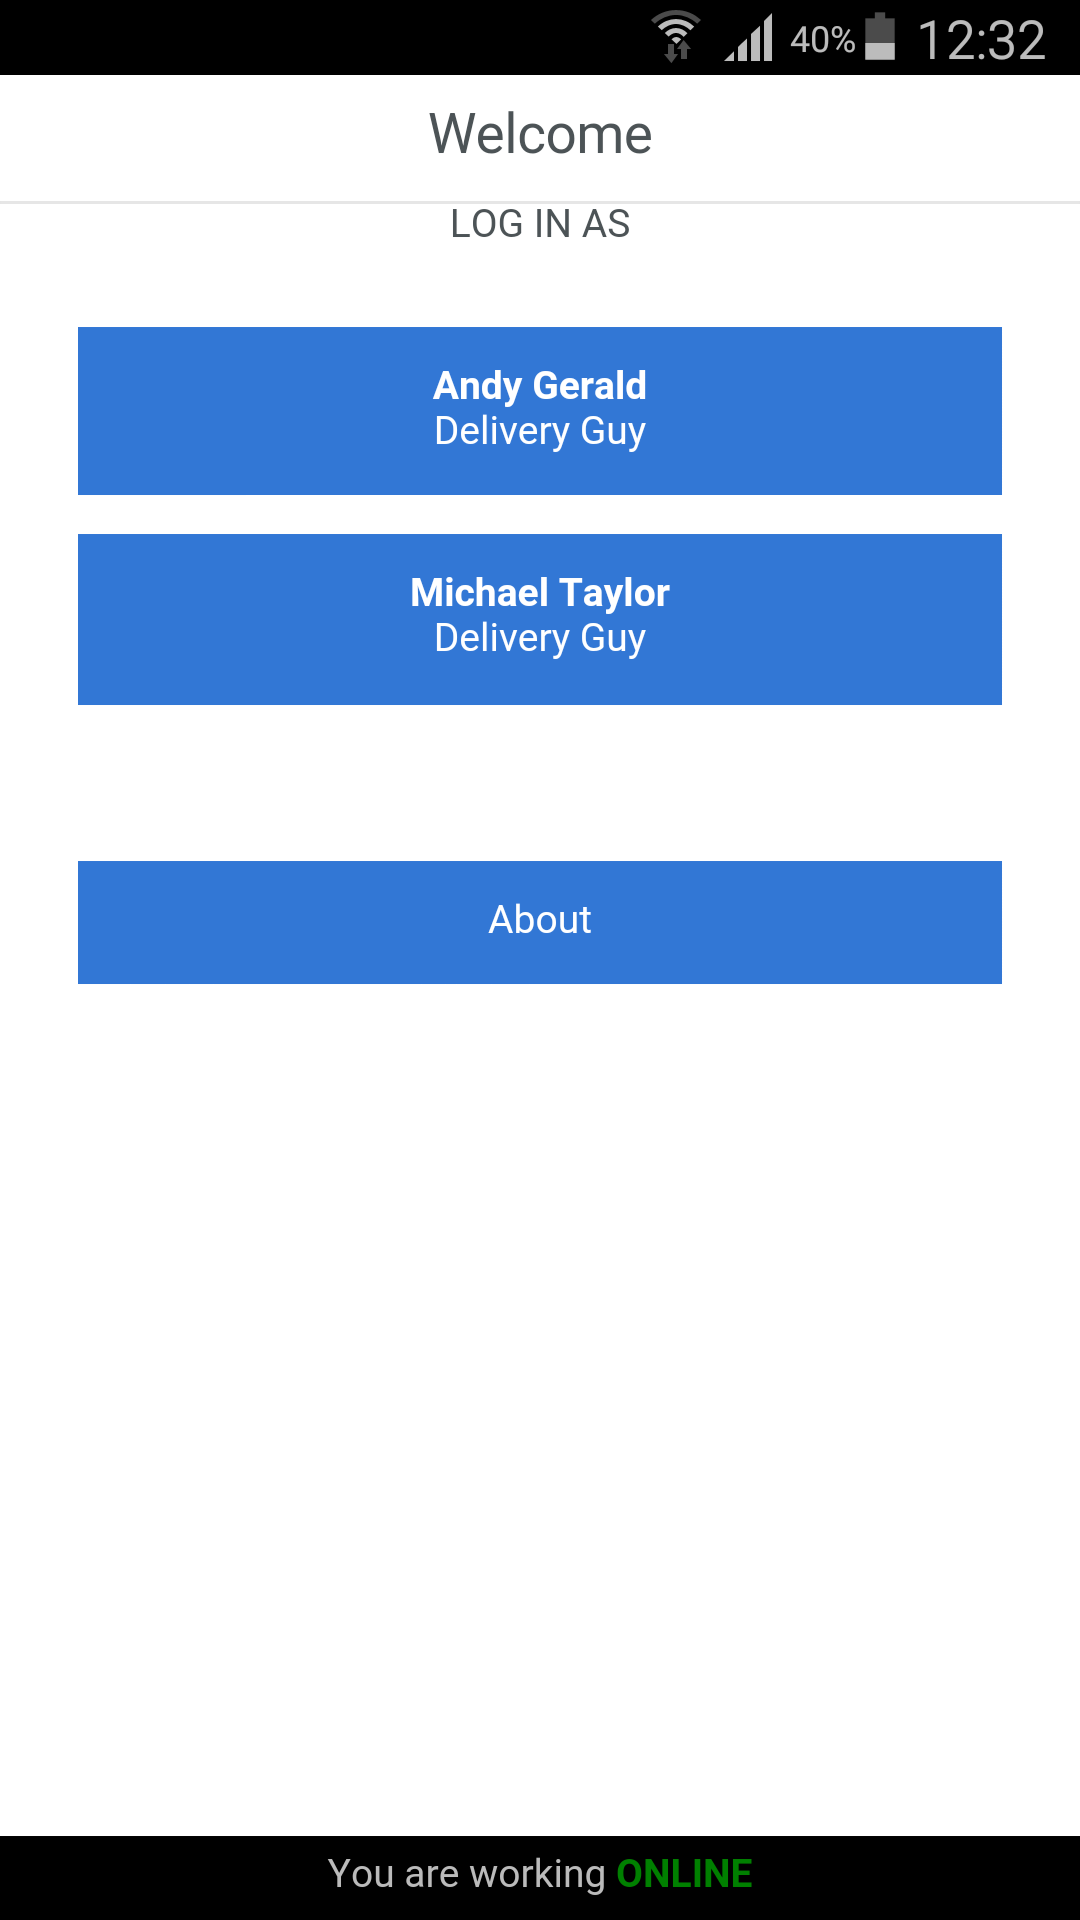 40% 12:32
Welcome
LOG IN AS
Andy Gerald
Delivery Guy
Michael Taylor
Delivery Guy
About
You are working ONLINE